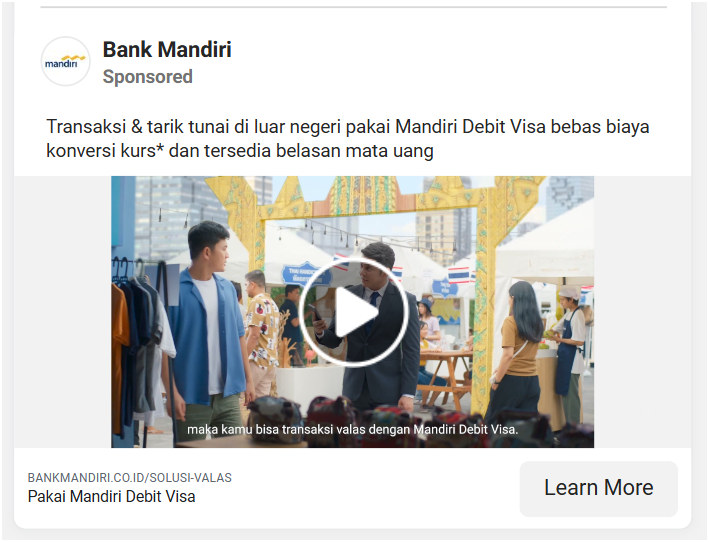 mandiri
Bank Mandiri
Sponsored
Transaksi & tarik tunai di luar negeri pakai Mandiri Debit Visa bebas biaya
konversi kurs* dan tersedia belasan mata uang
maka kamu bisa transaksi valas dengan Mandiri Debit Visa.
BANKMANDIRI.CO.ID/SOLUSI-VALAS
Pakai Mandiri Debit Visa
Learn More